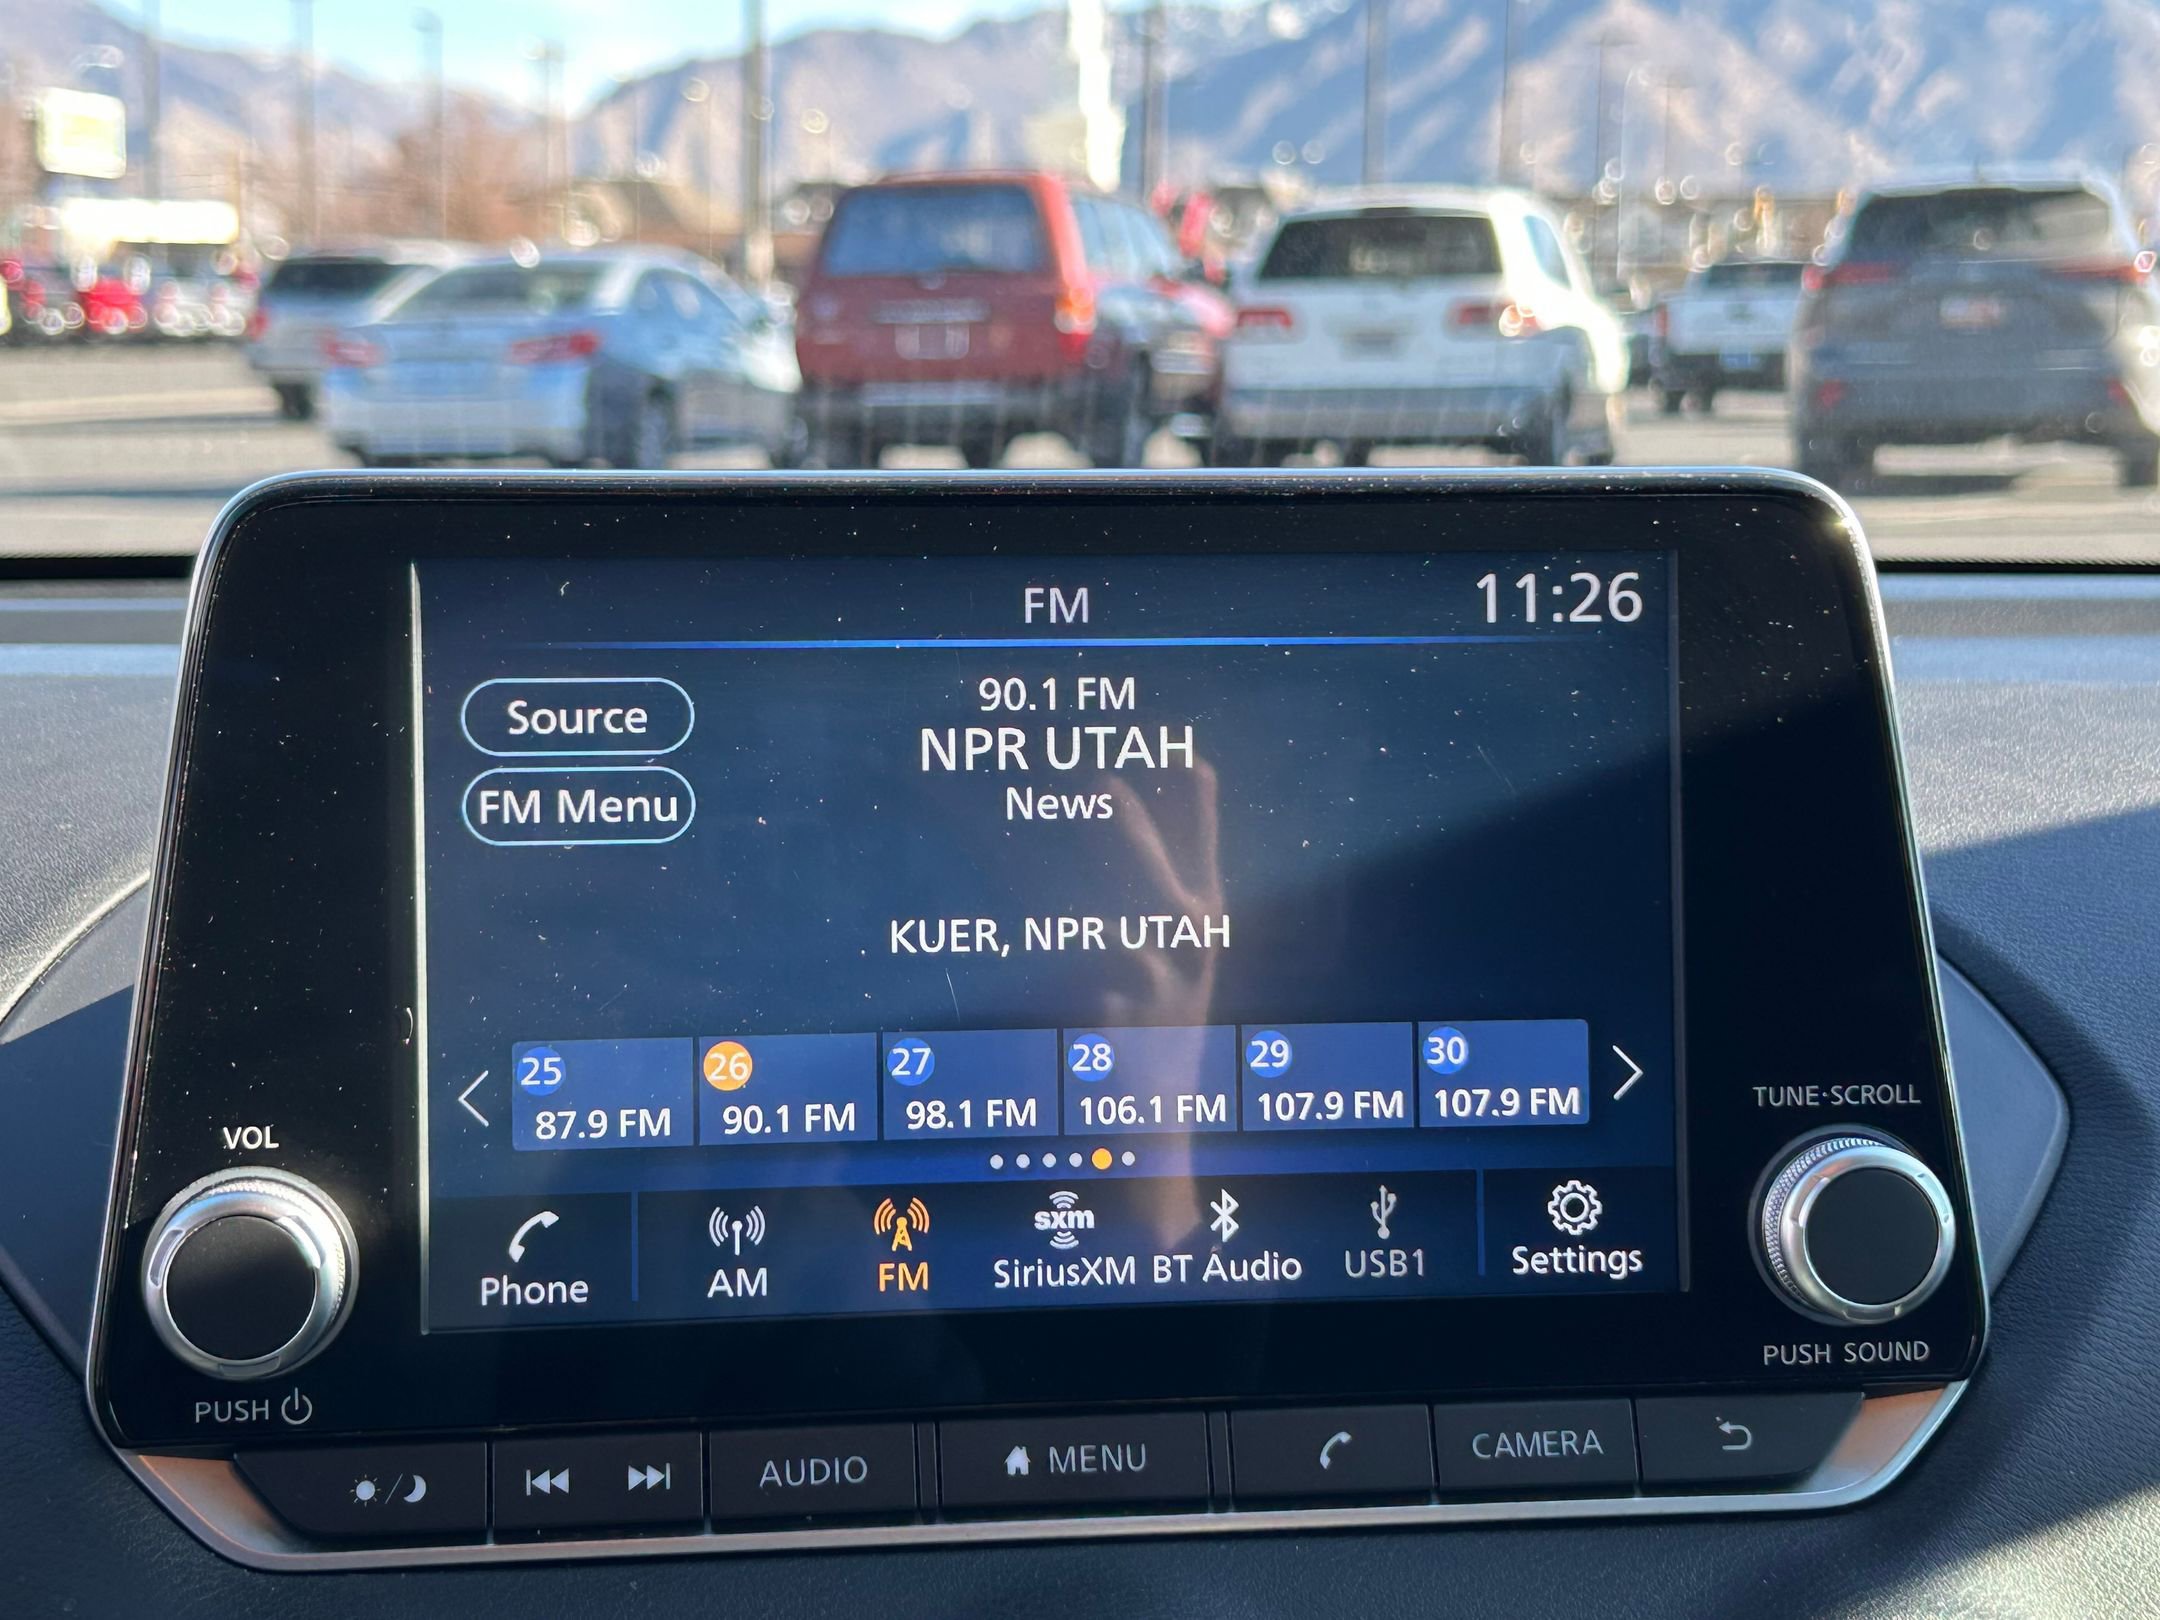 FM
11:26
Source
90.1 FM
NPR UTAH
FM Menu
News
KUER, NPR UTAH
25
26
27
28
29
30
87.9 FM
90.1 FM
98.1 FM
106.1 FM
107.9 FM
107.9 FM
sxm
Phone
AM
FM
SiriusXM
BT Audio
USB1
Settings
VOL
PUSH
TUNE·SCROLL
PUSH SOUND
AUDIO
MENU
CAMERA